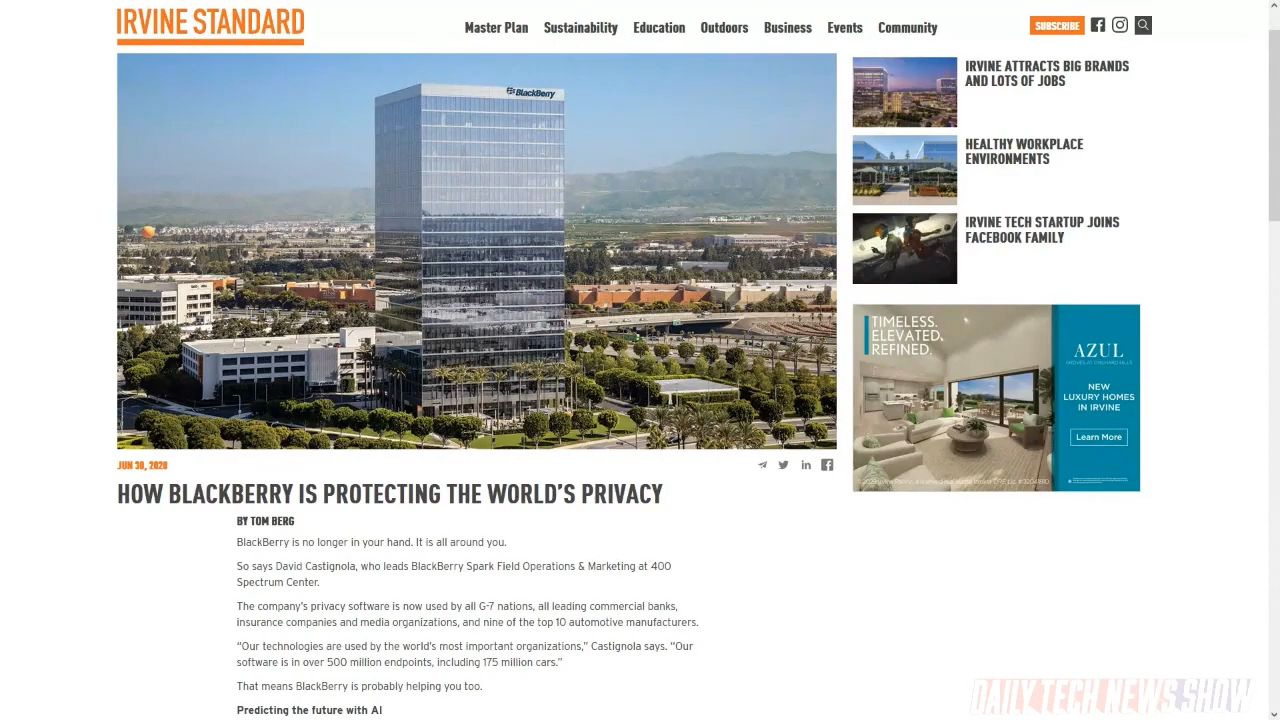 IRVINE STANDARD
Master Plan Sustainability Education Outdoors Business Events Community
SUBSCRIBE
BlackBerry
IRVINE ATTRACTS BIG BRANDS
AND LOTS OF JOBS
HEALTHY WORKPLACE
ENVIRONMENTS
IRVINE TECH STARTUP JOINS
FACEBOOK FAMILY
TIMELESS.
ELEVATED.
REFINED.
AZUL
NEW
LUXURY HOMES
IN IRVINE
Learn More
JUN 30, 2020
HOW BLACKBERRY IS PROTECTING THE WORLD'S PRIVACY
BY TOM BERG
BlackBerry is no longer in your hand. It is all around you.
So says David Castignola, who leads BlackBerry Spark Field Operations & Marketing at 400
Spectrum Center.
The company's privacy software is now used by all G-7 nations, all leading commercial banks,
insurance companies and media organizations, and nine of the top 10 automotive manufacturers.
"Our technologies are used by the world's most important organizations," Castignola says. "Our
software is in over 500 million endpoints, including 175 million cars."
That means BlackBerry is probably helping you too.
Predicting the future with AI
DAILY TECH NEWS SHOW